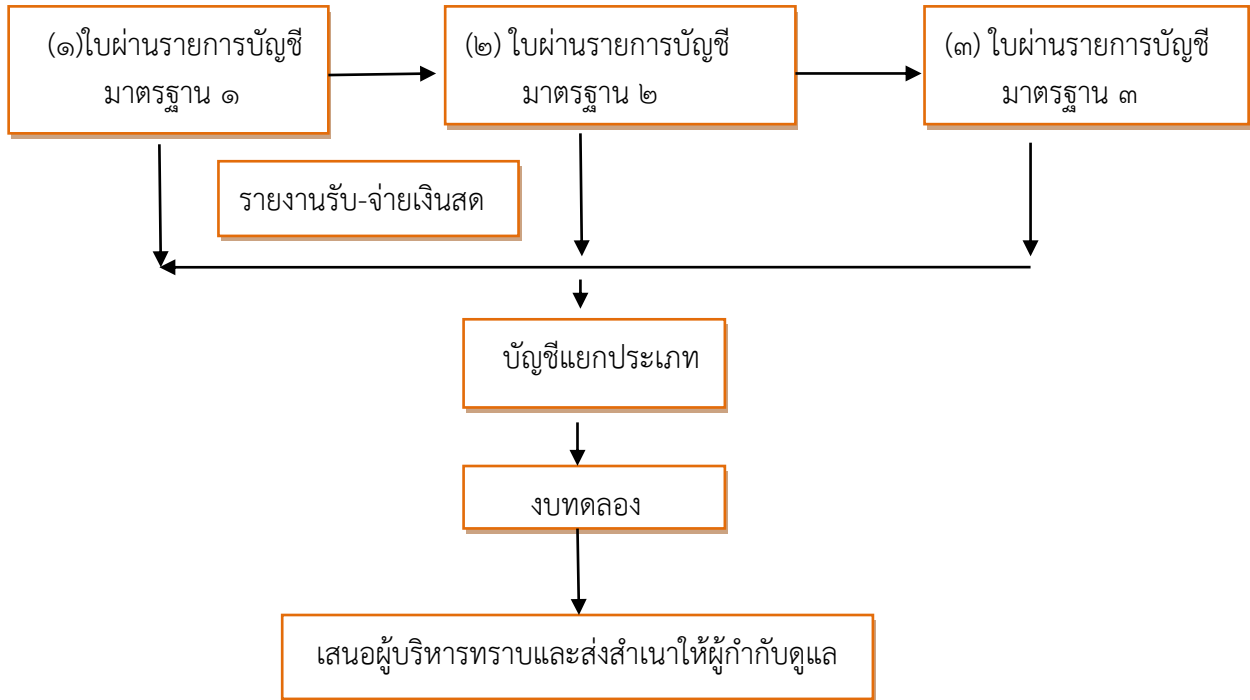 (๑)ใบผ่านรายการบัญชี
มาตรฐาน ๑
(๒) ใบผ่านรายการบัญชี
มาตรฐาน ๒
(๓) ใบผ่านรายการบัญชี
มาตรฐาน ๓
รายงานรับ-จ่ายเงินสด
บัญชีแยกประเภท
งบทดลอง
เสนอผู้บริหารทราบและส่งสำเนาให้ผู้กำกับดูแล